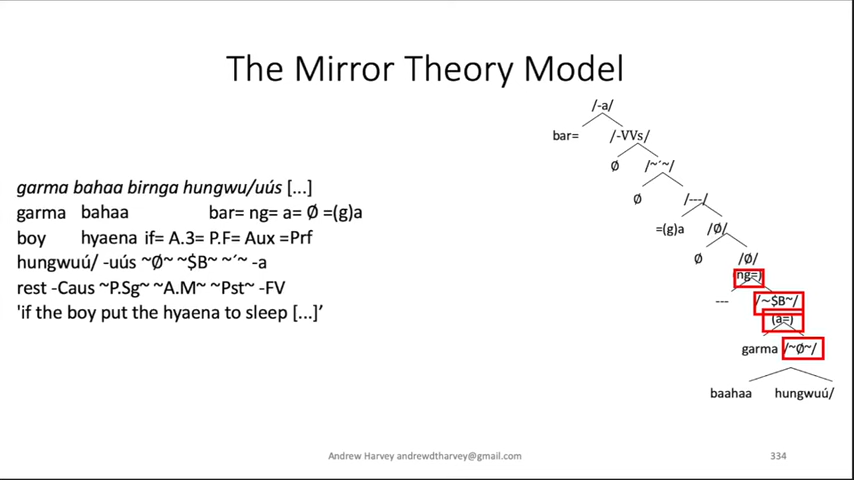 The Mirror Theory Model
garma bahaa birnga hungwu/uús [...]
garma bahaa bar= ng= a= Ø =(g)a
boy hyaena if= A.3= P.F= Aux =Prf
hungwuú/ -uús ~Ø~ ~$B~ ~´~ -a
rest -Caus ~P.Sg~ ~A.M~ ~Pst~ -FV
'if the boy put the hyaena to sleep [...]’
/-a/
bar= /-VVs/
Ø /~´~/
Ø /---/
=(g)a /Ø/
Ø /Ø/
(ng=)
--- /~$B~/
(a=)
garma /~Ø~/
baahaa hungwuú/
Andrew Harvey andrewdtharvey@gmail.com 334